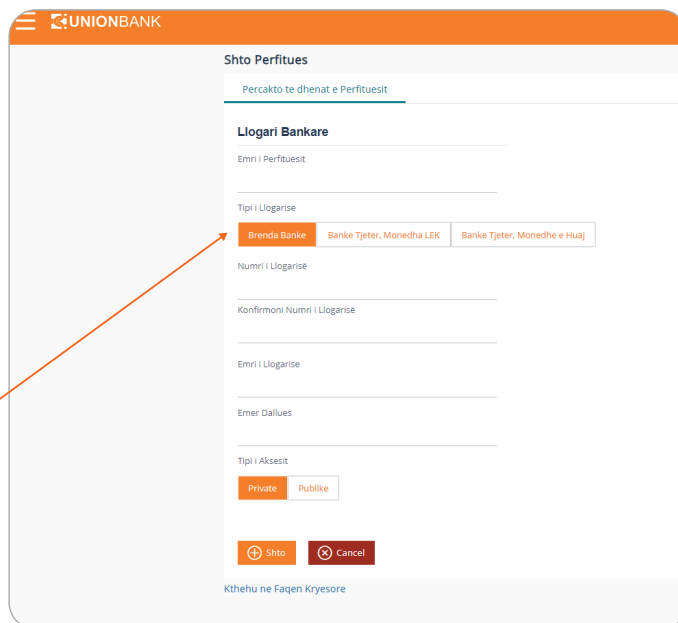 UNIONBANK
Shto Perfitues
Percakto te dhenat e Perfituesit
Llogari Bankare
Emri i Perfituesit
Tipi i Llogarise
Brenda Banke Banke Tjeter, Monedha LEK Banke Tjeter, Monedhe e Huaj
Numri i Llogarisë
Konfirmoni Numri i Llogarisë
Emri i Llogarise
Emer Dallues
Tipi i Aksesit
Private Publike
Shto Cancel
Kthehu ne Faqen Kryesore